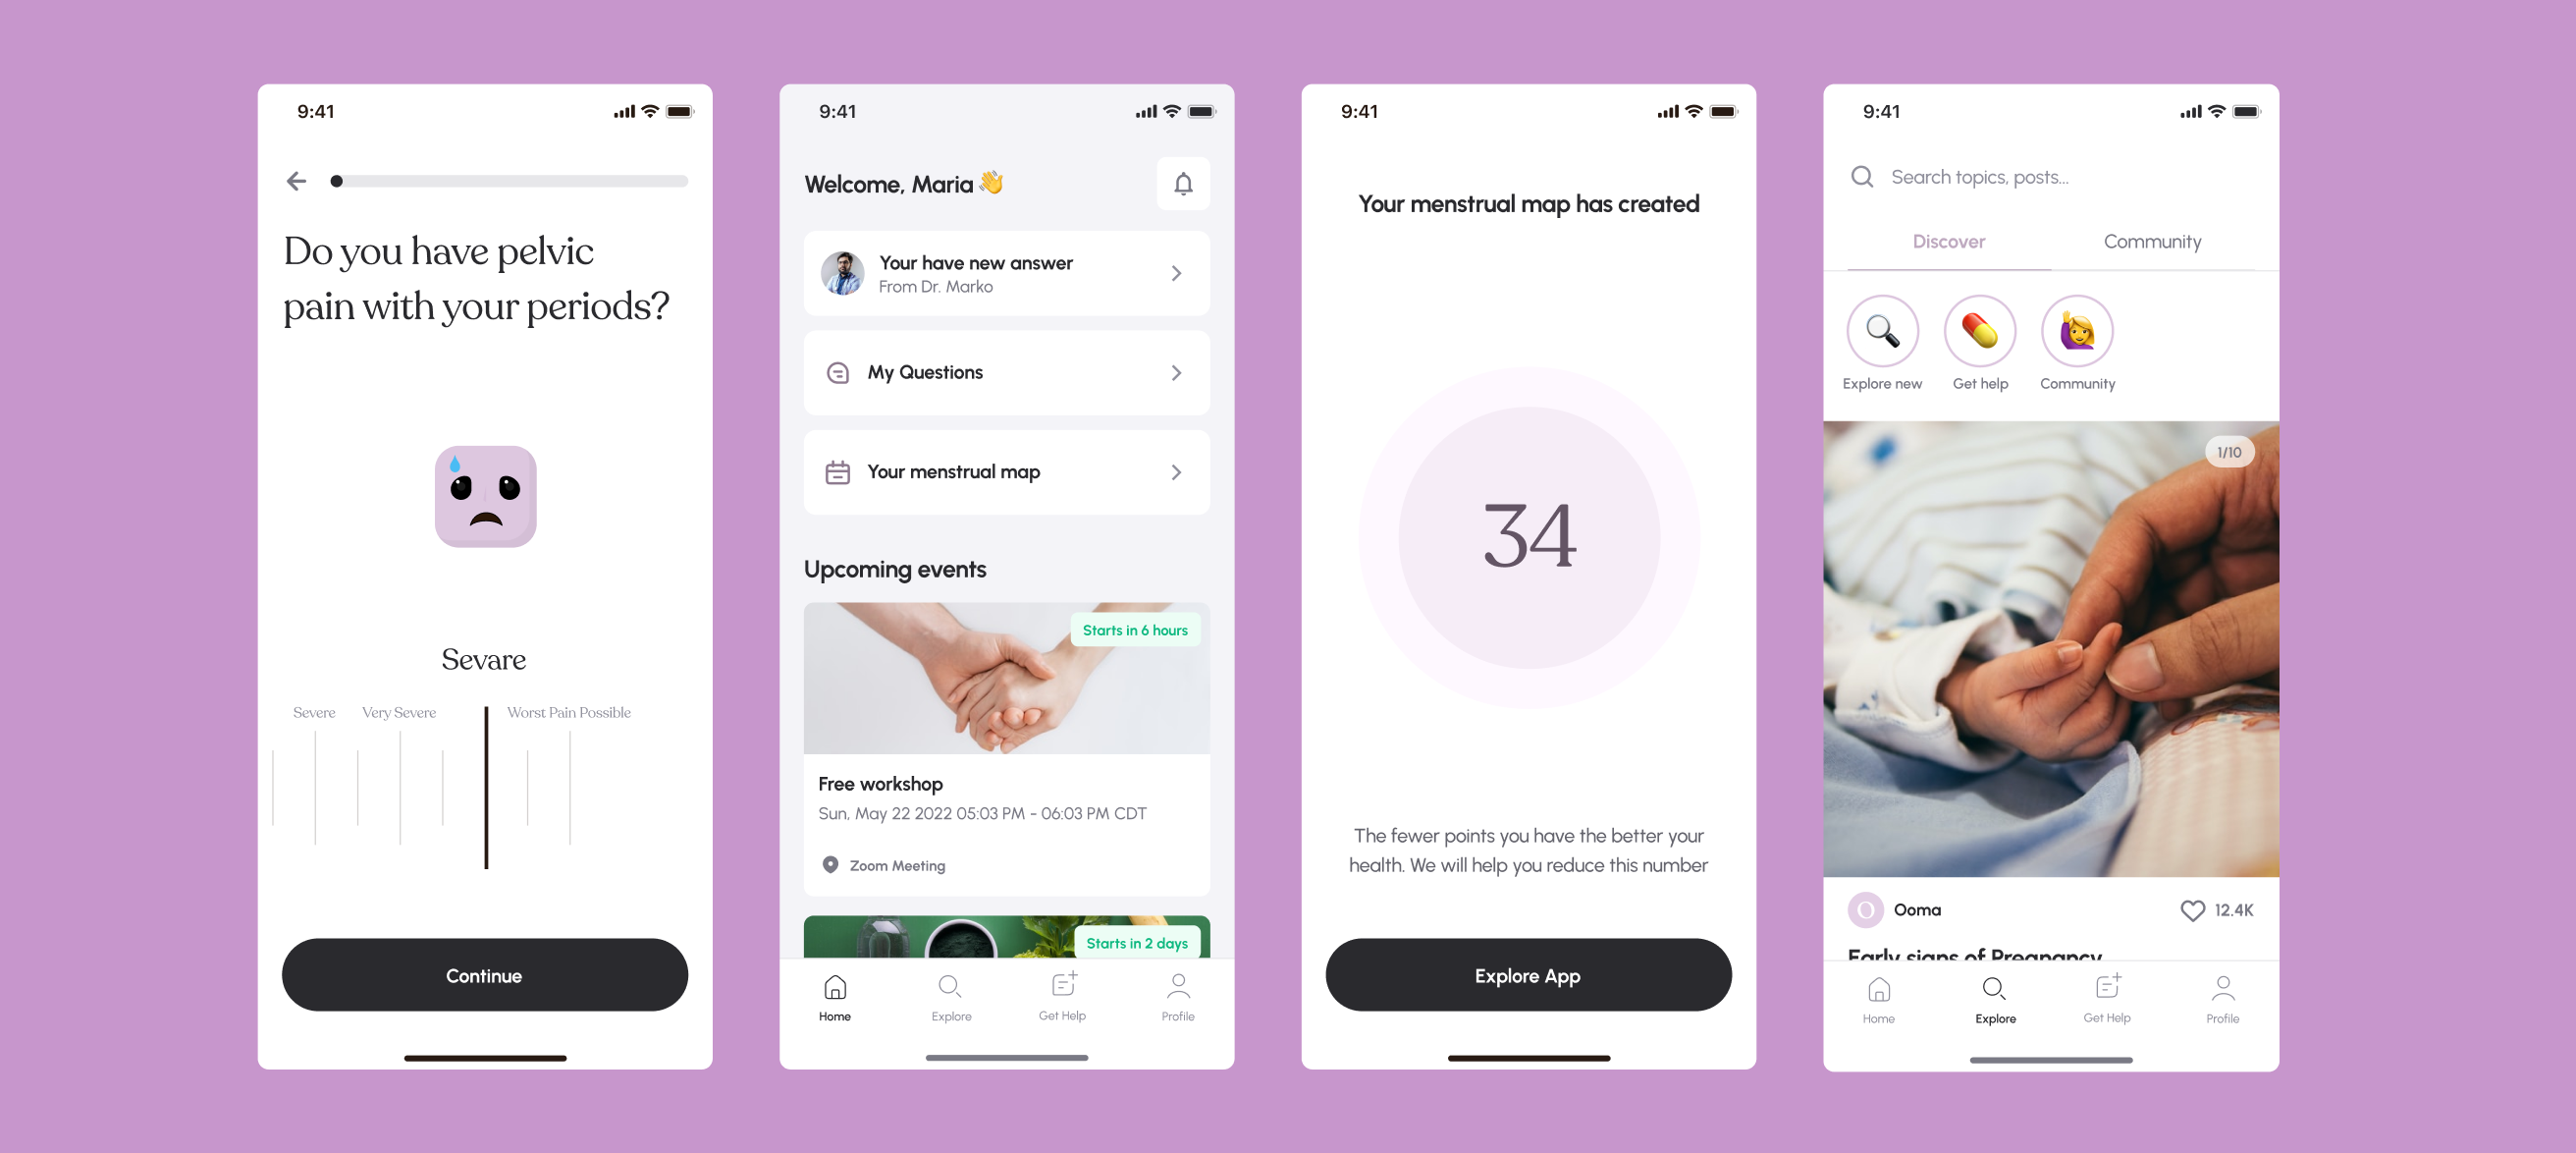 9:41
Do you have pelvic
pain with your periods?
Sevare
Severe
Very Severe
Worst Pain Possible
Continue
9:41
Welcome, Maria 👋
Your have new answer
From Dr. Marko
My Questions
Your menstrual map
Upcoming events
Starts in 6 hours
Free workshop
Sun, May 22 2022 05:03 PM - 06:03 PM CDT
Zoom Meeting
Starts in 2 days
Home
Explore
Get Help
Profile
9:41
Your menstrual map has created
34
The fewer points you have the better your
health. We will help you reduce this number
Explore App
9:41
Search topics, posts...
Discover
Community
Explore new
Get help
Community
1/10
O
Ooma
12.4K
Early signs of Pregnancy
Home
Explore
Get Help
Profile